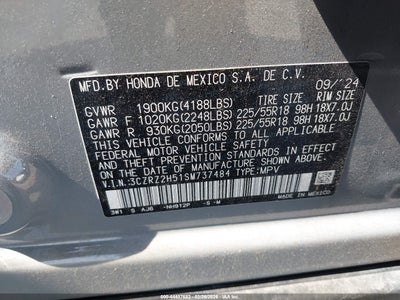 MFD.BY HONDA DE MEXICO S.A. DE C.V. 09/'24
GVWR 1900KG(4188LBS) TIRE SIZE RIM SIZE
GAWR F 1020KG(2248LBS) 225/55R18 98H 18X7.0J
GAWR R 930KG(2050LBS) 225/55R18 98H 18X7.0J
THIS VEHICLE CONFORMS TO ALL APPLICABLE
FEDERAL MOTOR VEHICLE SAFETY
STANDARDS IN EFFECT ON THE DATE OF
MANUFACTURE SHOWN ABOVE.
V.I.N.:3CZRZ2H51SM737484 TYPE:MPV
3W1 S AJ6 NH912P S-M
MADE IN MEXICO